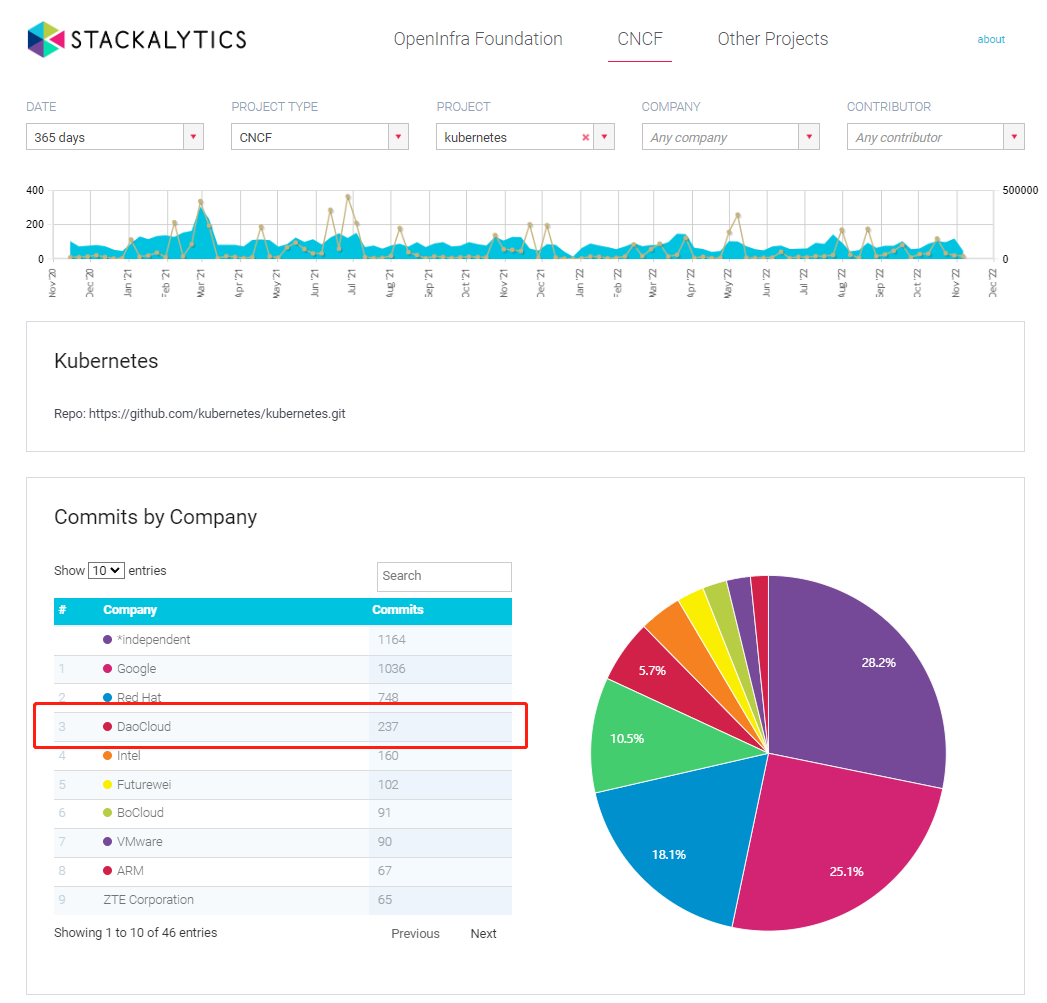 STACKALYTICS
OpenInfra Foundation CNCF Other Projects about
DATE PROJECT TYPE PROJECT COMPANY CONTRIBUTOR
365 days CNCF kubernetes Any company Any contributor
400 500000
200
0 0
Nov '20 Dec '20 Jan '21 Feb '21 Mar '21 Apr '21 May '21 Jun '21 Jul '21 Aug '21 Sep '21 Oct '21 Nov '21 Dec '21 Jan '22 Feb '22 Mar '22 Apr '22 May '22 Jun '22 Jul '22 Aug '22 Sep '22 Oct '22 Nov '22 Dec '22
Kubernetes
Repo: https://github.com/kubernetes/kubernetes.git
Commits by Company
Show 10 entries Search
# Company Commits
*independent 1164
1 Google 1036
2 Red Hat 748
3 DaoCloud 237
4 Intel 160
5 Futurewei 102
6 BoCloud 91
7 VMware 90
8 ARM 67
9 ZTE Corporation 65
Showing 1 to 10 of 46 entries Previous Next
28.2%
5.7%
10.5%
18.1%
25.1%